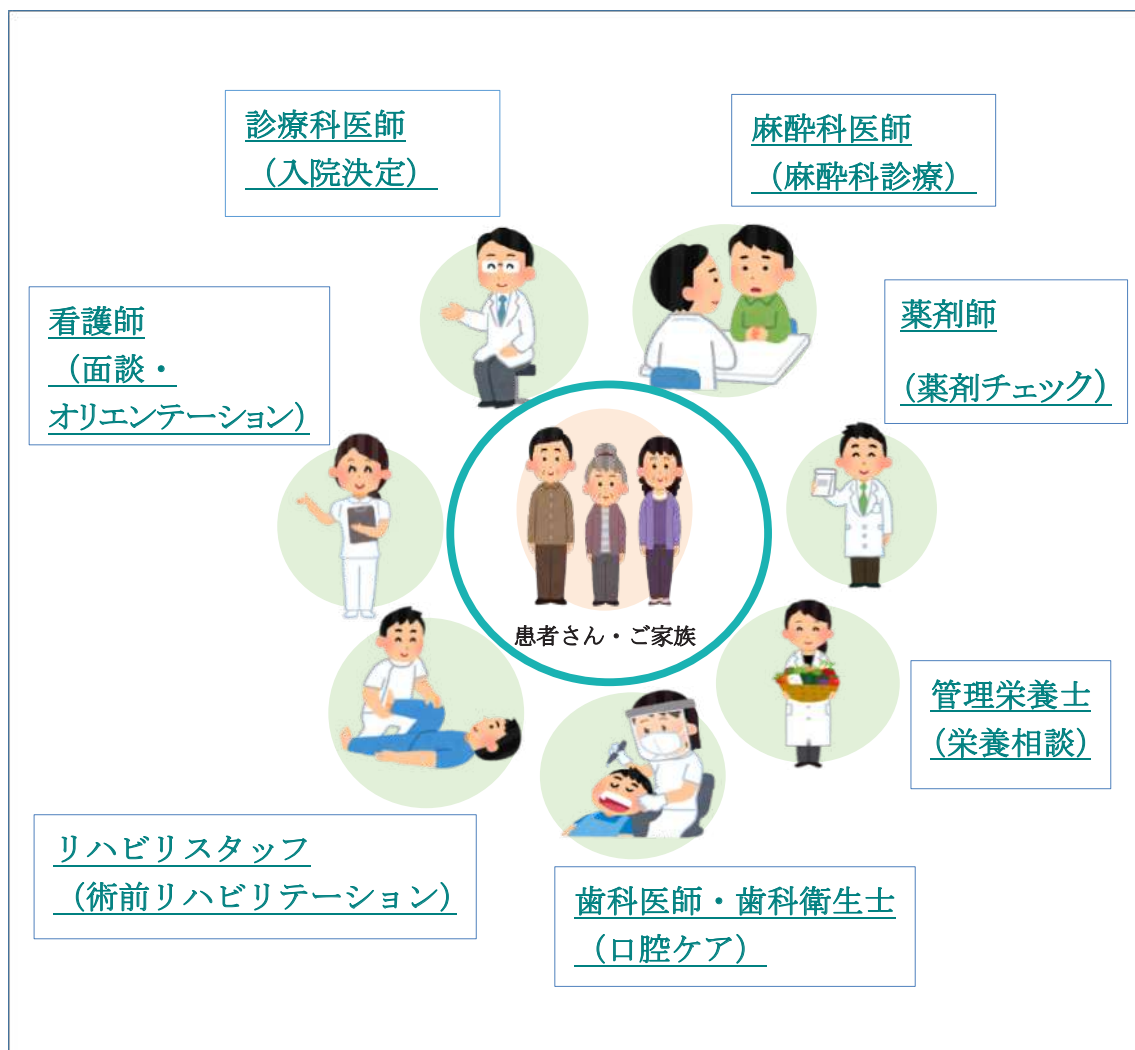 診療科医師
（入院決定）
麻酔科医師
（麻酔科診療）
看護師
（面談・
オリエンテーション）
薬剤師
（薬剤チェック）
患者さん・ご家族
管理栄養士
（栄養相談）
リハビリスタッフ
（術前リハビリテーション）
歯科医師・歯科衛生士
（口腔ケア）